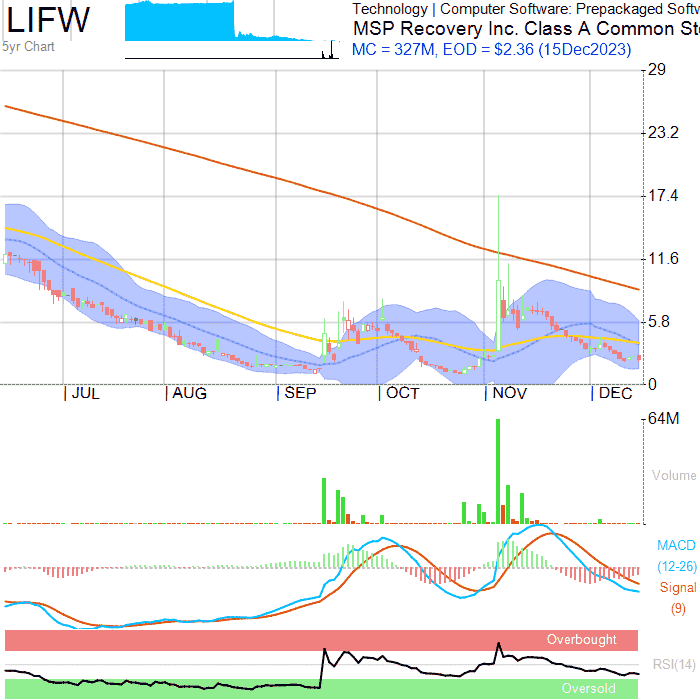 LIFW
5yr Chart
Technology | Computer Software: Prepackaged Softw
MSP Recovery Inc. Class A Common Sto
MC = 327M, EOD = $2.36 (15Dec2023)
29
23.2
17.4
11.6
5.8
0
JUL AUG SEP OCT NOV DEC
64M
Volume
MACD
(12-26)
Signal
(9)
Overbought
RSI(14)
Oversold